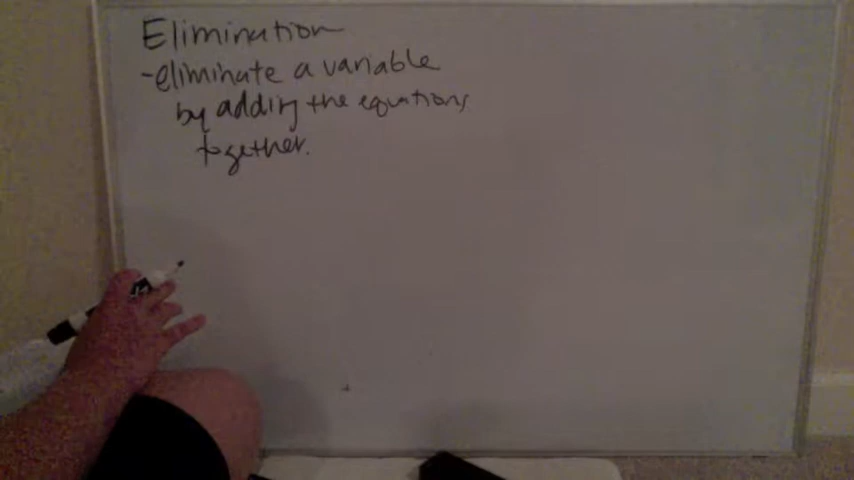 Elimination
-eliminate a variable
by adding the equations
together.